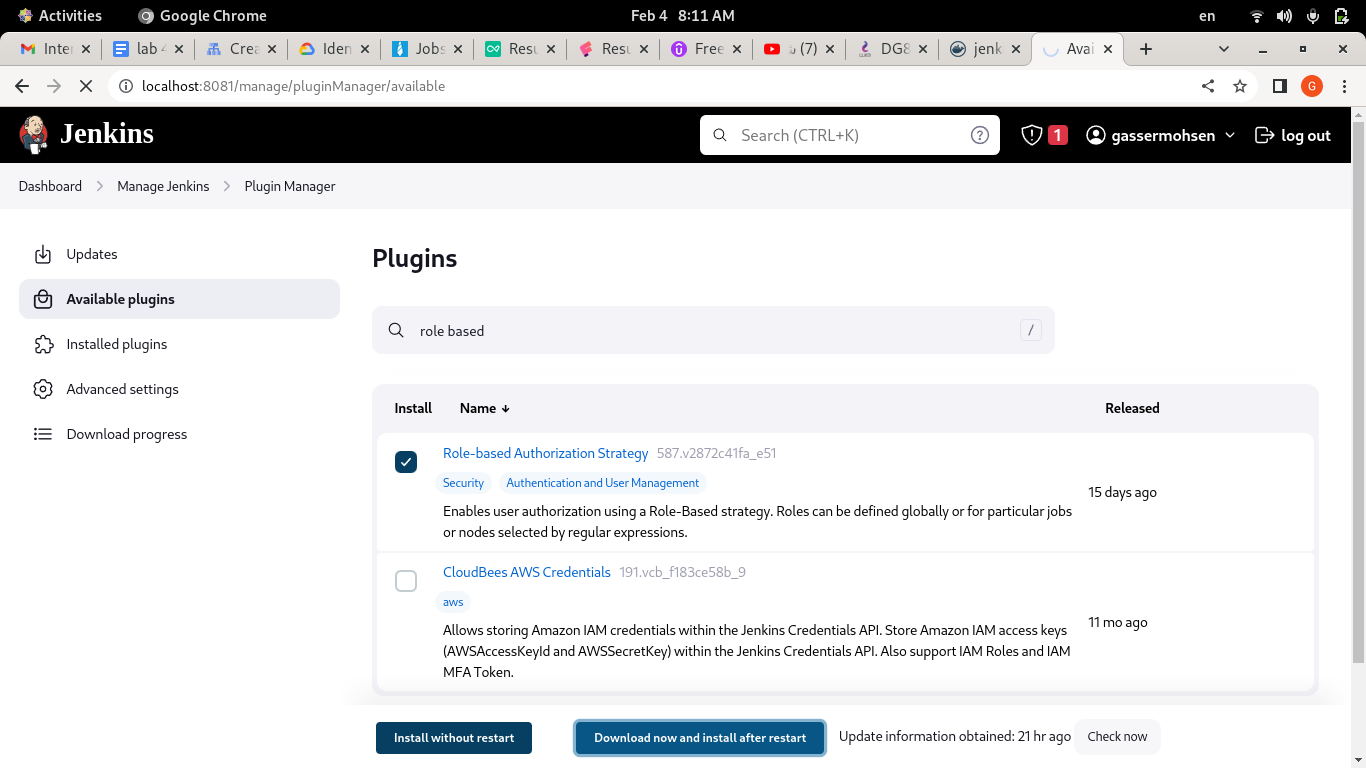 Activities Google Chrome Feb 4 8:11 AM en
Inter lab 4 Crea Iden Jobs Resu Resu Free (7) DG8 jenk Avai
localhost:8081/manage/pluginManager/available G
Jenkins Search (CTRL+K) ? 1 gassermohsen log out
Dashboard Manage Jenkins Plugin Manager
Updates
Available plugins
Installed plugins
Advanced settings
Download progress
Plugins
role based /
Install Name ↓ Released
Role-based Authorization Strategy 587.v2872c41fa_e51
Security Authentication and User Management
15 days ago
Enables user authorization using a Role-Based strategy. Roles can be defined globally or for particular jobs
or nodes selected by regular expressions.
CloudBees AWS Credentials 191.vcb_f183ce58b_9
aws
11 mo ago
Allows storing Amazon IAM credentials within the Jenkins Credentials API. Store Amazon IAM access keys
(AWSAccessKeyId and AWSSecretKey) within the Jenkins Credentials API. Also support IAM Roles and IAM
MFA Token.
Install without restart Download now and install after restart Update information obtained: 21 hr ago Check now